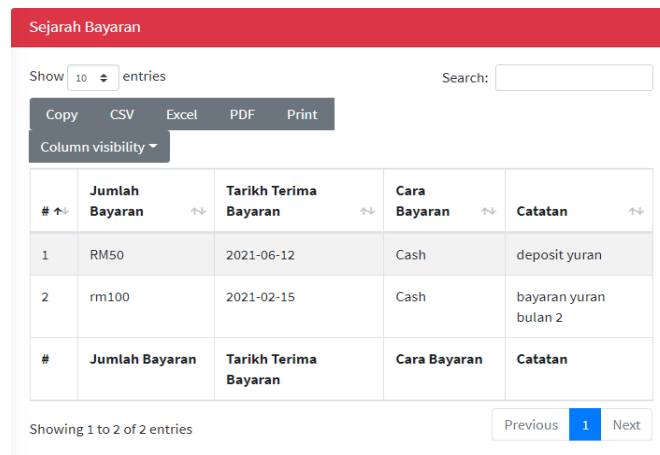 Sejarah Bayaran
Show 10 entries Search:
Copy CSV Excel PDF Print
Column visibility
# Jumlah Bayaran Tarikh Terima Bayaran Cara Bayaran Catatan
1 RM50 2021-06-12 Cash deposit yuran
2 rm100 2021-02-15 Cash bayaran yuran bulan 2
# Jumlah Bayaran Tarikh Terima Bayaran Cara Bayaran Catatan
Showing 1 to 2 of 2 entries Previous 1 Next